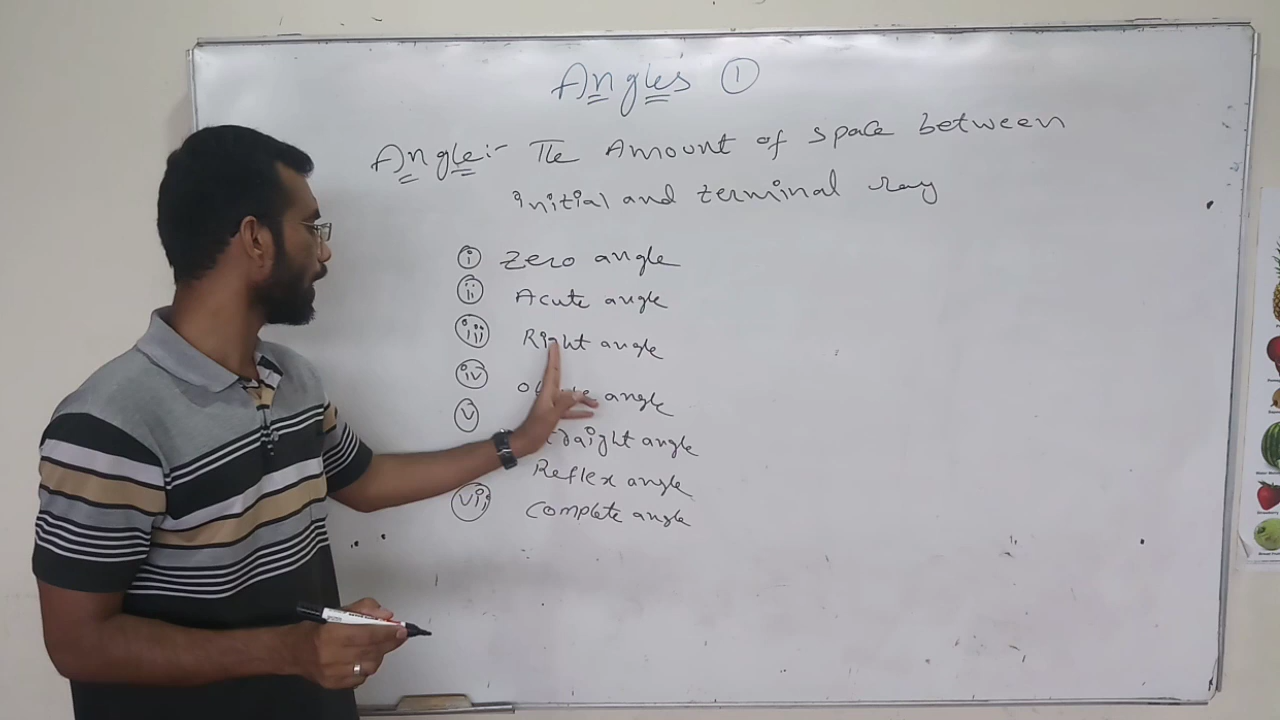 Angles ①
Angle:- The Amount of space between
initial and terminal ray
i Zero angle
ii Acute angle
iii Right angle
iv angle
v angle
Reflex angle
vii Complete angle